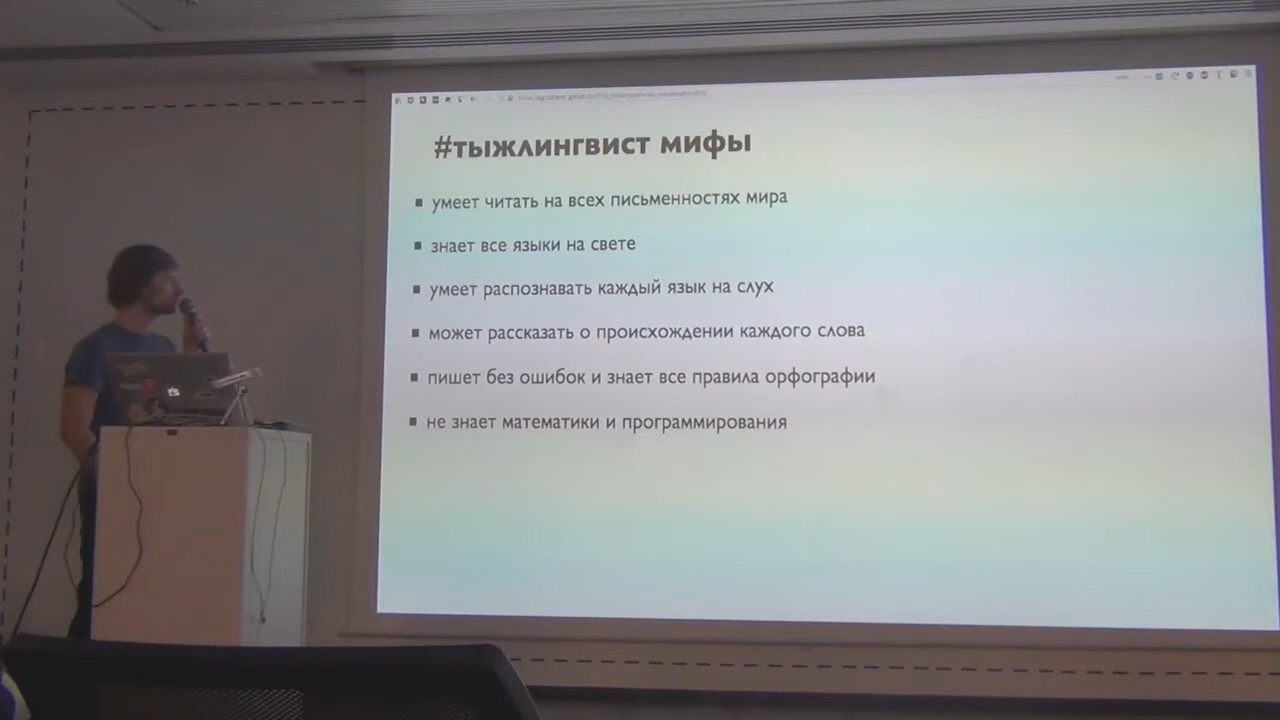 #тыжлингвист мифы
▪ умеет читать на всех письменностях мира
▪ знает все языки на свете
▪ умеет распознавать каждый язык на слух
▪ может рассказать о происхождении каждого слова
▪ пишет без ошибок и знает все правила орфографии
▪ не знает математики и программирования